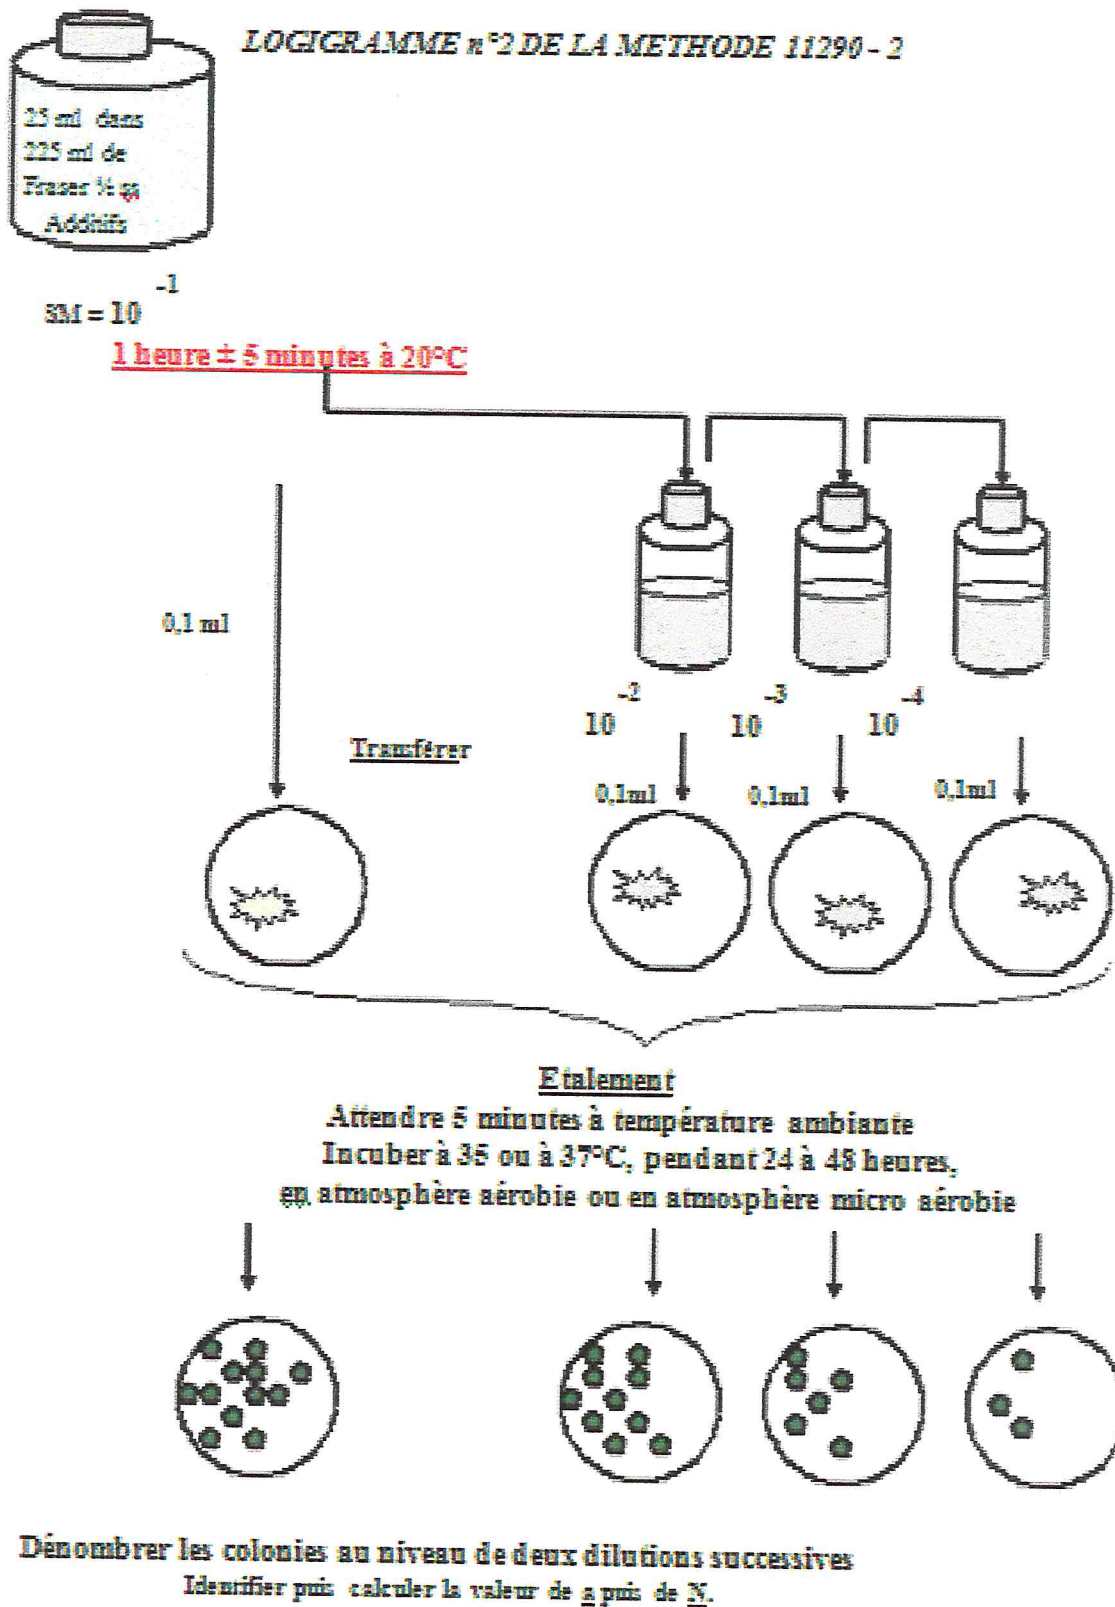 LOGIGRAMME n°2 DE LA METHODE 11290 - 2
25 ml dans
225 ml de
Fraser ½ qq
Additifs
SM = 10 -1
1 heure ± 5 minutes à 20°C
0,1 ml
10 -2
10 -3
10 -4
Transférer
0,1ml
0,1ml
0,1ml
Etalement
Attendre 5 minutes à température ambiante
Incuber à 35 ou à 37°C, pendant 24 à 48 heures,
en atmosphère aérobie ou en atmosphère micro aérobie
Dénombrer les colonies au niveau de deux dilutions successives
Identifier puis calculer la valeur de a puis de N.